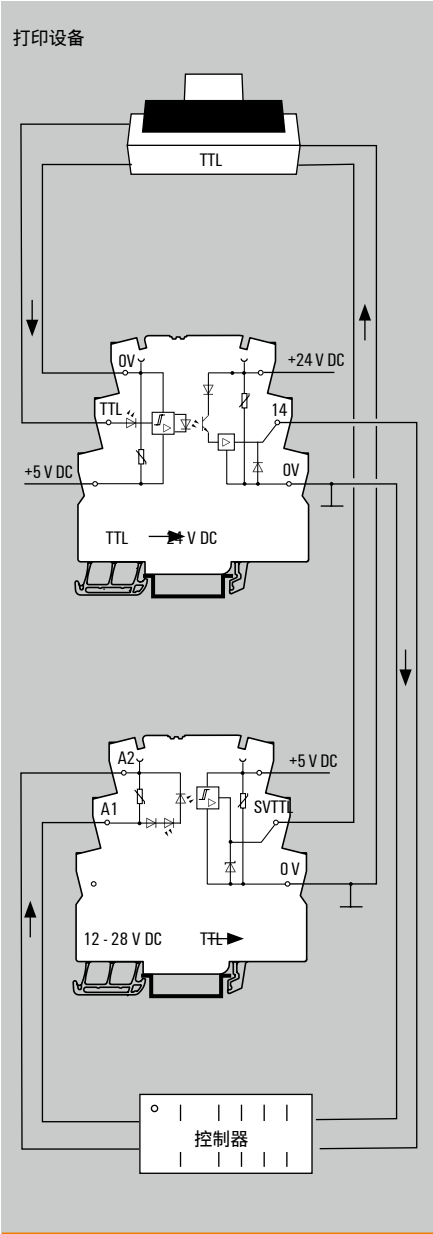 打印设备
TTL
0V
+24 V DC
TTL
14
+5 V DC
0V
TTL 24 V DC
A2
+5 V DC
A1
5VTTL
0 V
12 - 28 V DC TTL
控制器